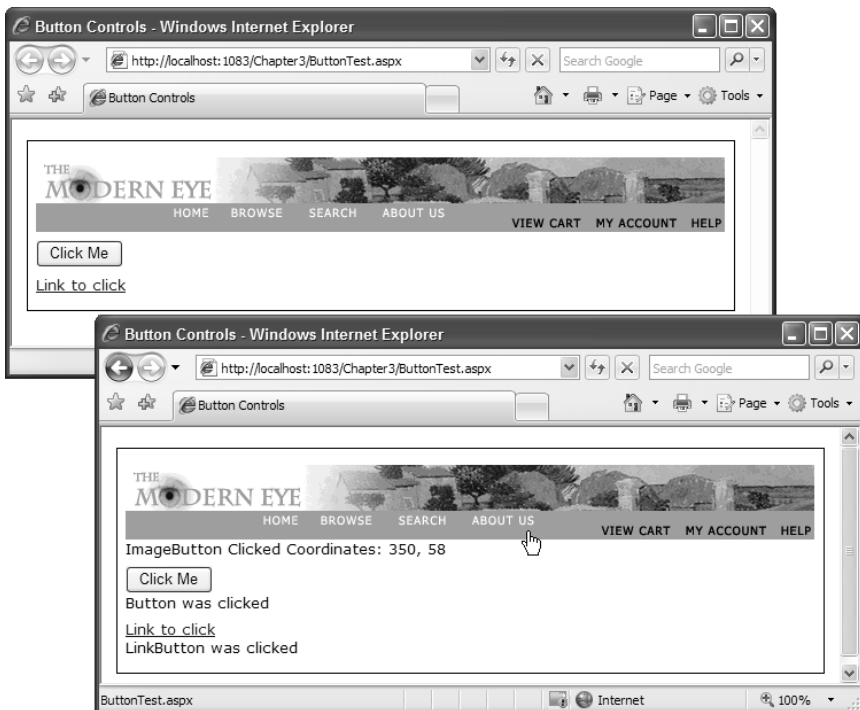 Button Controls - Windows Internet Explorer
http://localhost:1083/Chapter3/ButtonTest.aspx
Search Google
Button Controls
Page
Tools
THE
MODERN EYE
HOME BROWSE SEARCH ABOUT US
VIEW CART MY ACCOUNT HELP
Click Me
Link to click
Button Controls - Windows Internet Explorer
http://localhost:1083/Chapter3/ButtonTest.aspx
Search Google
Button Controls
Page
Tools
THE
MODERN EYE
HOME BROWSE SEARCH ABOUT US
VIEW CART MY ACCOUNT HELP
ImageButton Clicked Coordinates: 350, 58
Click Me
Button was clicked
Link to click
LinkButton was clicked
ButtonTest.aspx
Internet
100%